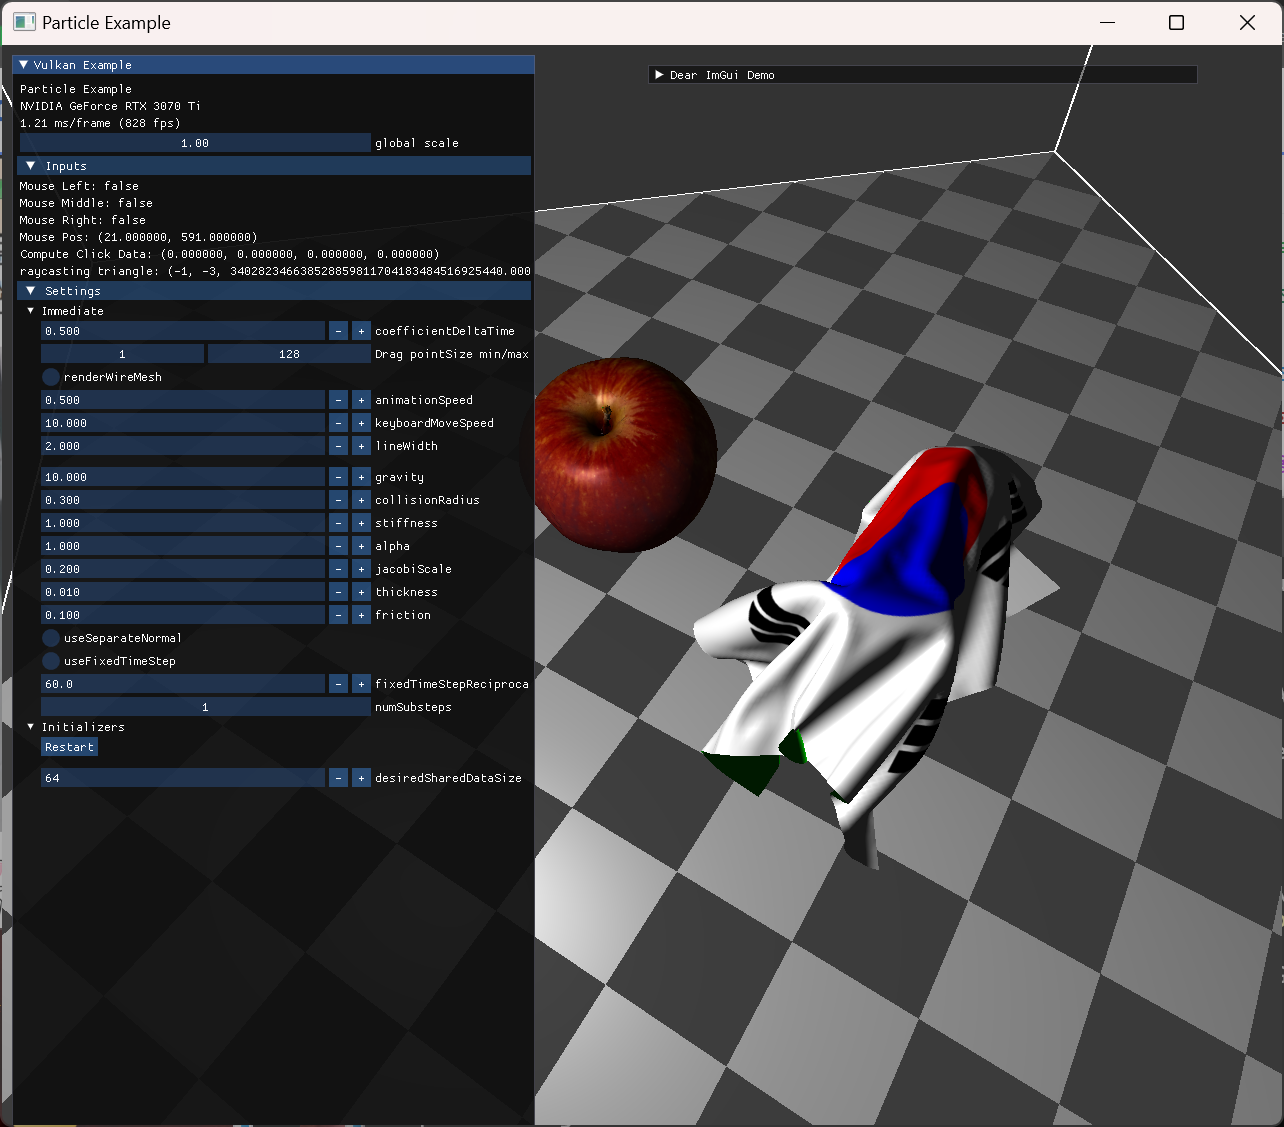 Particle Example
Vulkan Example
Particle Example
NVIDIA GeForce RTX 3070 Ti
1.21 ms/frame (828 fps)
1.00 global scale
Inputs
Mouse Left: false
Mouse Middle: false
Mouse Right: false
Mouse Pos: (21.000000, 591.000000)
Compute Click Data: (0.000000, 0.000000, 0.000000, 0.000000)
raycasting triangle: (-1, -3, 340282346638528859811704183484516925440.000
Settings
Immediate
0.500 - + coefficientDeltaTime
1 128 Drag pointSize min/max
renderWireMesh
0.500 - + animationSpeed
10.000 - + keyboardMoveSpeed
2.000 - + lineWidth
10.000 - + gravity
0.300 - + collisionRadius
1.000 - + stiffness
1.000 - + alpha
0.200 - + jacobiScale
0.010 - + thickness
0.100 - + friction
useSeparateNormal
useFixedTimeStep
60.0 - + fixedTimeStepReciproca
1 numSubsteps
Initializers
Restart
64 - + desiredSharedDataSize
Dear ImGui Demo